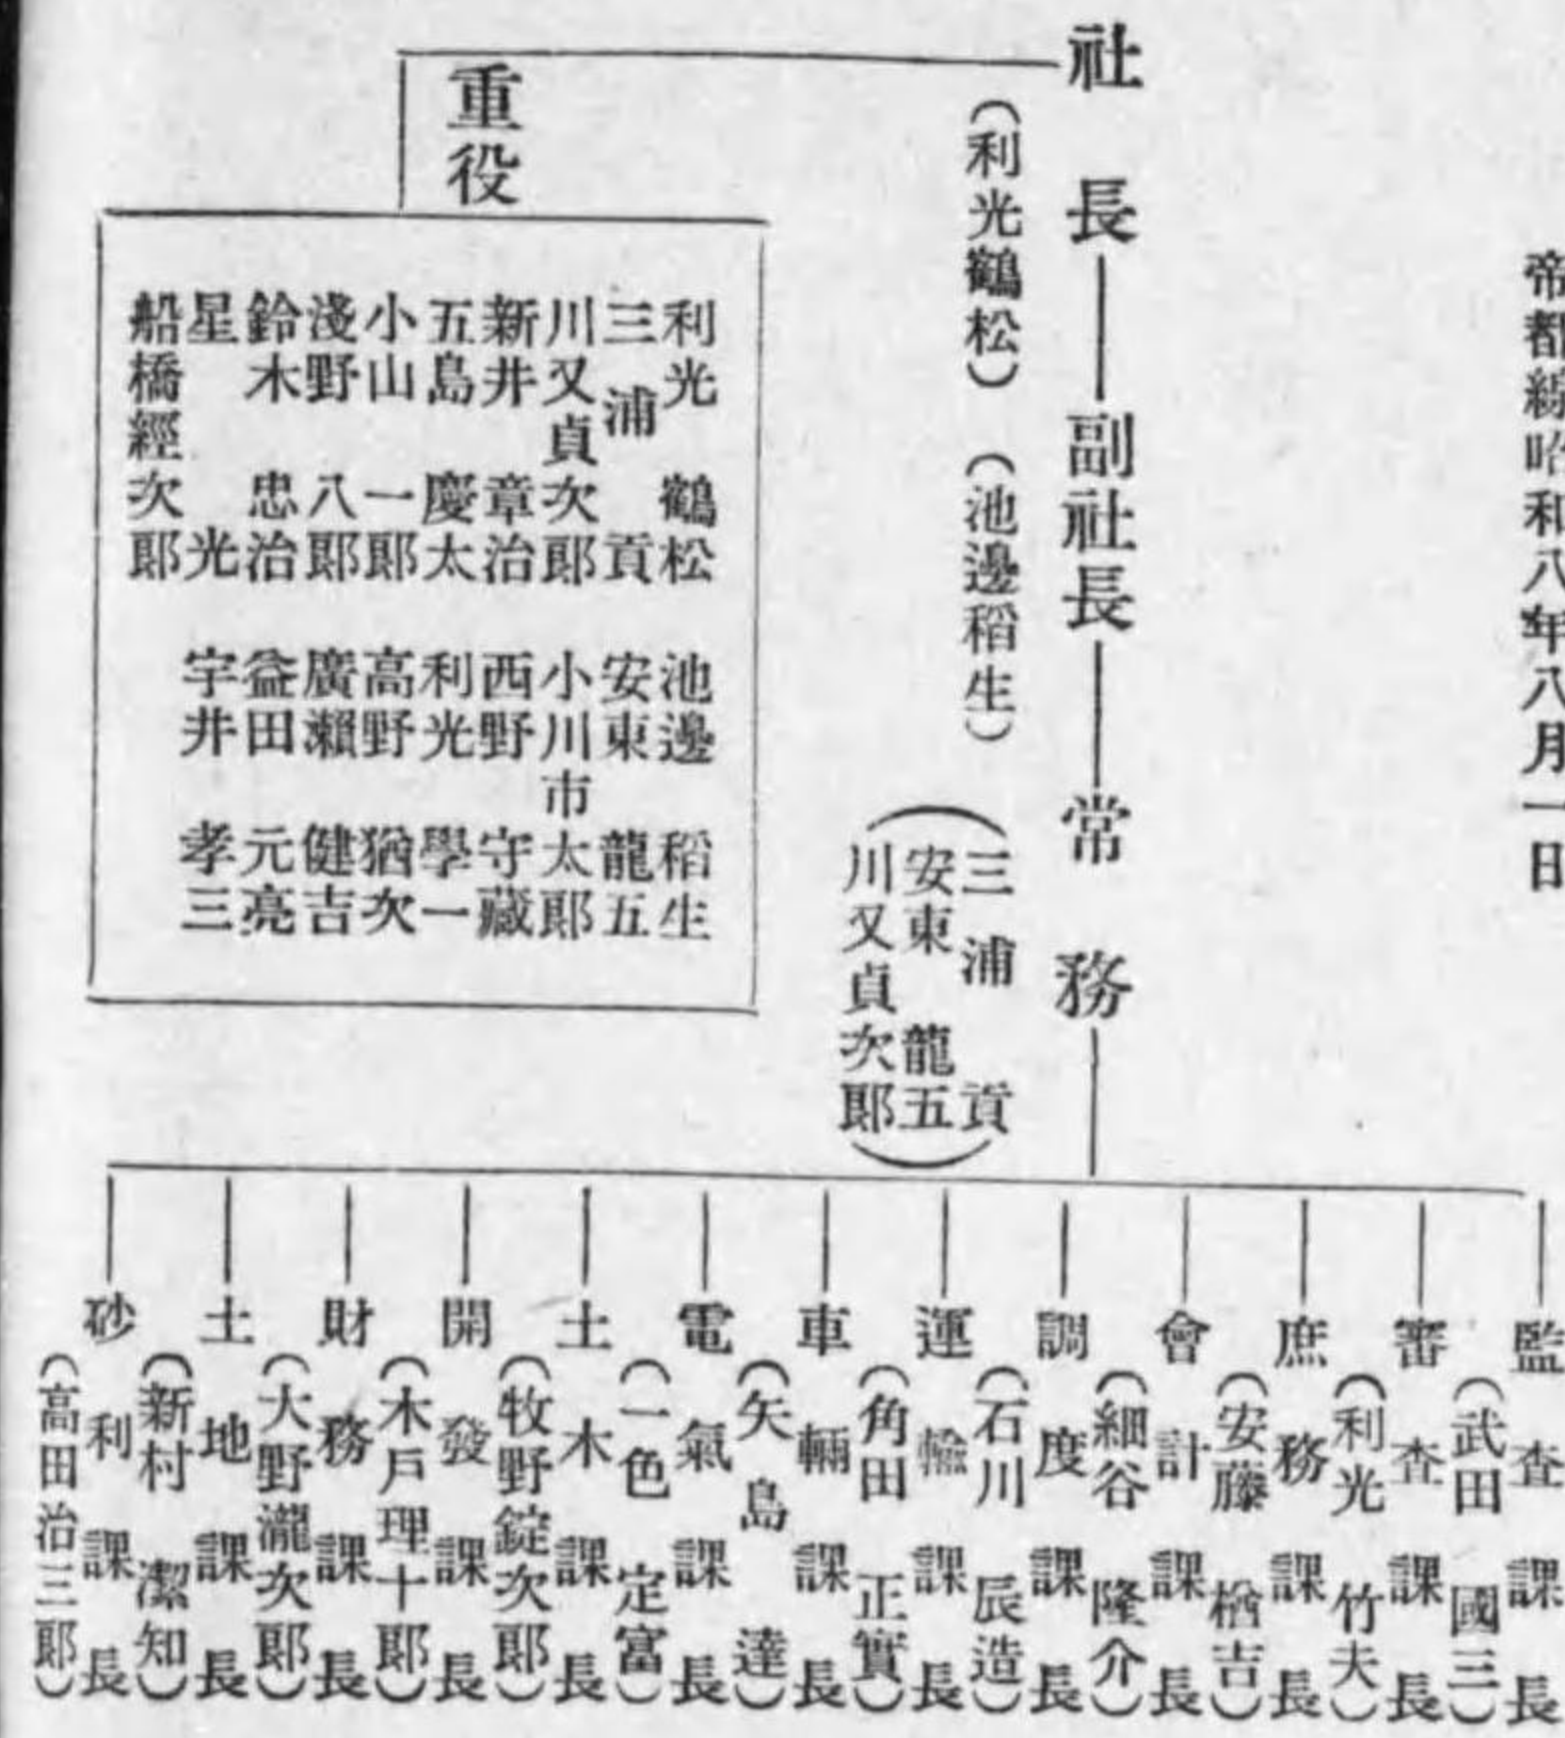 帝都線昭和八年八月一日
社長
副社長
常務
(利光鶴松)
(池邊稻生)
(三浦貢
安東龍五
川又貞次郎)
重役
利光鶴松
三浦貢
川又貞次郎
新井章治
五島慶太
小山一郎
淺野八郎
鈴木忠治
星光
船橋經次郎
池邊稻生
安東龍五
小川市太郎
西野守藏
利光學一
高野猶次
廣瀨健吉
益田元亮
宇井孝三
監査課長
(武田國三)
審査課長
(利光竹夫)
庶務課長
(安藤楢吉)
會計課長
(細谷隆介)
調度課長
(石川辰造)
運輸課長
(角田正實)
車輛課長
(矢島達)
電氣課長
(一色定富)
土木課長
(牧野錠次郎)
開發課長
(木戶理十郎)
財務課長
(大野瀧次郎)
土地課長
(新村潔知)
砂利課長
(高田治三郎)